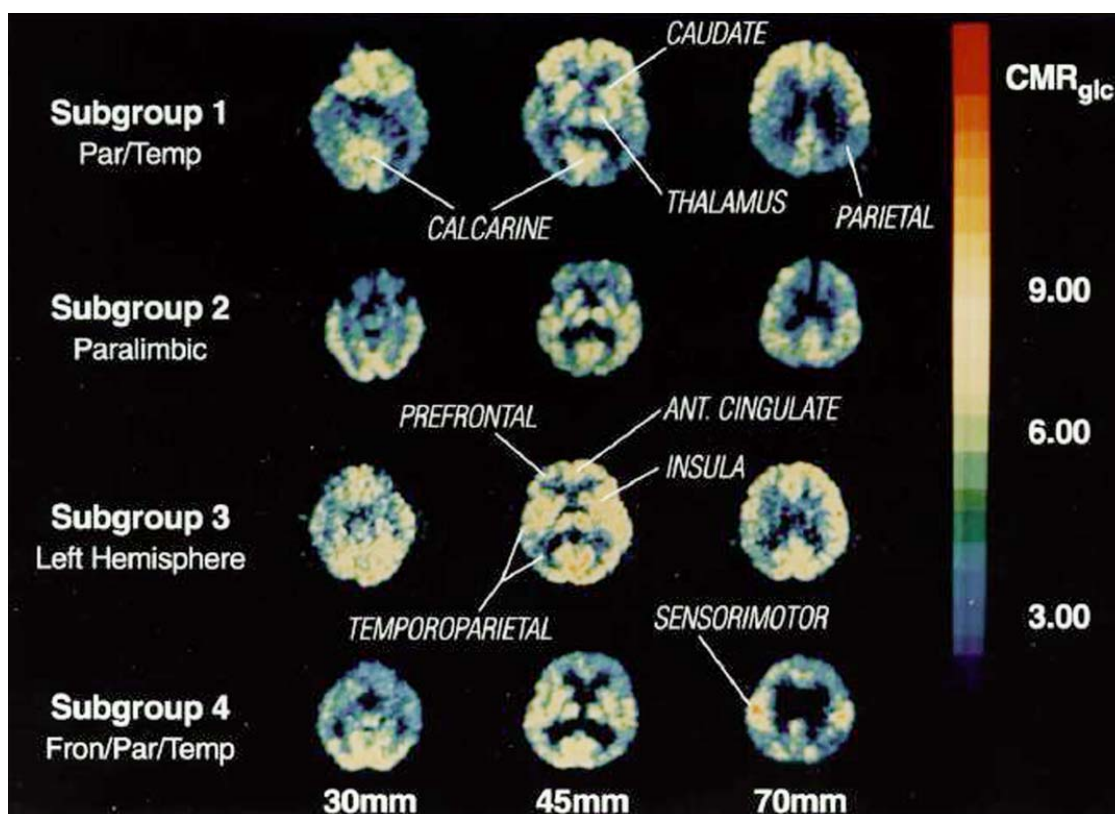 CAUDATE
CMRglc
Subgroup 1
Par/Temp
THALAMUS
PARIETAL
CALCARINE
9.00
Subgroup 2
Paralimbic
PREFRONTAL
ANT. CINGULATE
6.00
INSULA
Subgroup 3
Left Hemisphere
TEMPOROPARIETAL
SENSORIMOTOR
3.00
Subgroup 4
Fron/Par/Temp
30mm
45mm
70mm